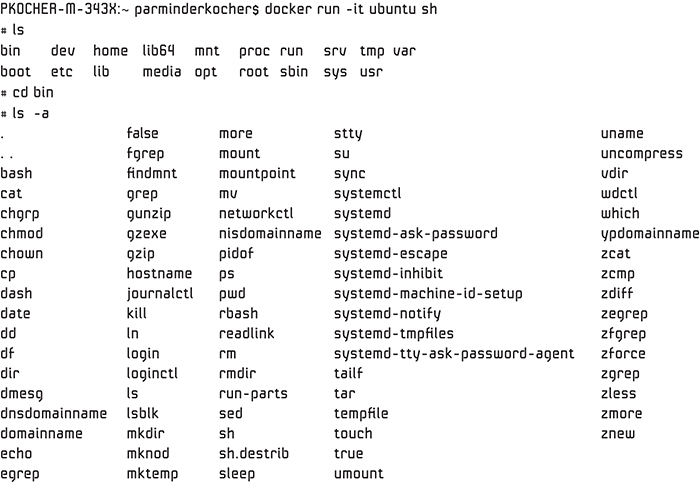 PKOCHER-M-343X:~ parminderkocher$ docker run -it ubuntu sh
# ls
bin dev home lib64 mnt proc run srv tmp var
boot etc lib media opt root sbin sys usr
# cd bin
# ls -a
. false more stty uname
. . fgrep mount su uncompress
bash findmnt mountpoint sync vdir
cat grep mv systemctl wdctl
chgrp gunzip networkctl systemd which
chmod gzexe nisdomainname systemd-ask-password ypdomainname
chown gzip pidof systemd-escape zcat
cp hostname ps systemd-inhibit zcmp
dash journalctl pwd systemd-machine-id-setup zdiff
date kill rbash systemd-notify zegrep
dd ln readlink systemd-tmpfiles zfgrep
df login rm systemd-tty-ask-password-agent zforce
dir loginctl rmdir tailf zgrep
dmesg ls run-parts tar zless
dnsdomainname lsblk sed tempfile zmore
domainname mkdir sh touch znew
echo mknod sh.destrib true
egrep mktemp sleep umount